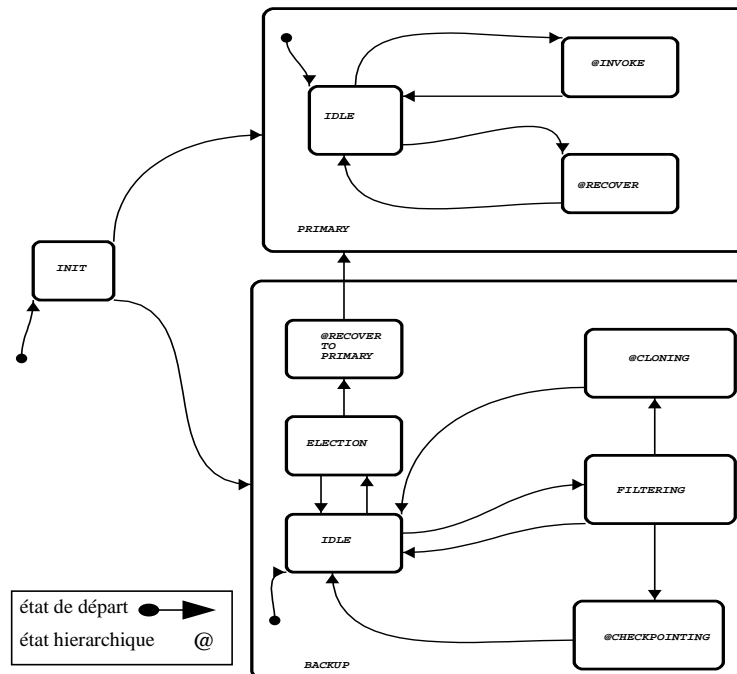 @INVOKE
IDLE
@RECOVER
PRIMARY
INIT
@RECOVER
TO
PRIMARY
@CLONING
ELECTION
FILTERING
IDLE
état de départ
état hierarchique @
@CHECKPOINTING
BACKUP